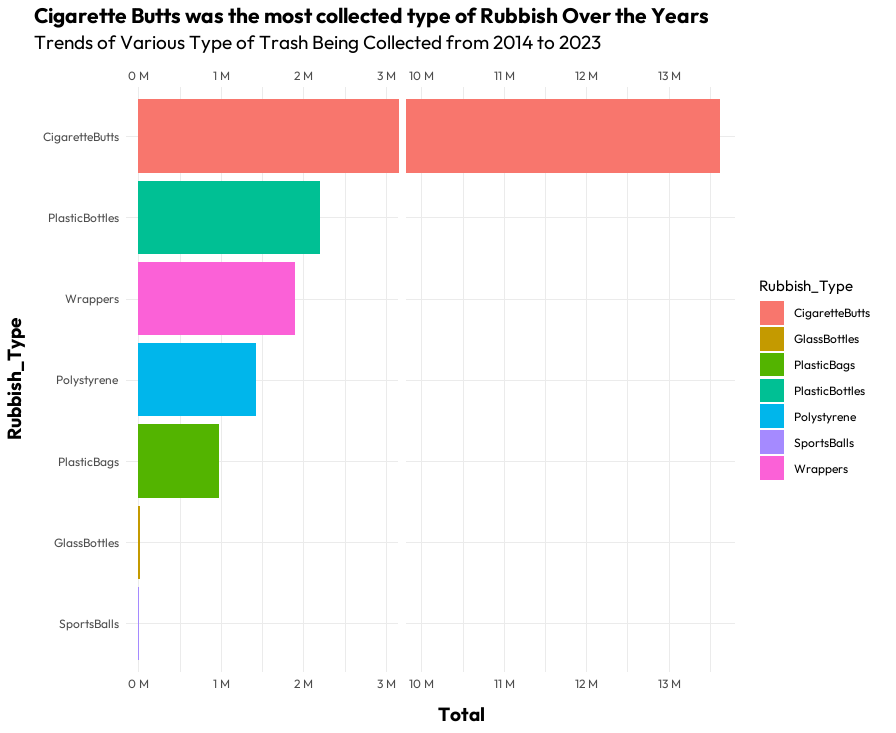 Cigarette Butts was the most collected type of Rubbish Over the Years
Trends of Various Type of Trash Being Collected from 2014 to 2023
0 M 1 M 2 M 3 M 10 M 11 M 12 M 13 M
CigaretteButts
PlasticBottles
Wrappers
Polystyrene
PlasticBags
GlassBottles
SportsBalls
Rubbish_Type
0 M 1 M 2 M 3 M 10 M 11 M 12 M 13 M
Total
Rubbish_Type
CigaretteButts
GlassBottles
PlasticBags
PlasticBottles
Polystyrene
SportsBalls
Wrappers